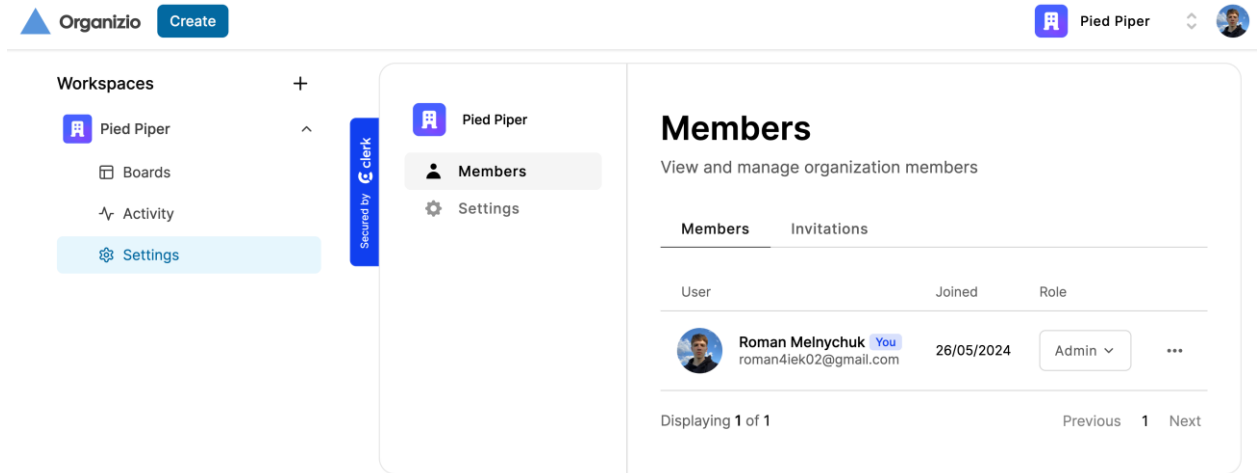 Organizio Create Pied Piper
Workspaces
Pied Piper
Boards
Activity
Settings
Secured by clerk
Pied Piper
Members
Settings
Members
View and manage organization members
Members Invitations
User Joined Role
Roman Melnychuk You 26/05/2024 Admin
roman4iek02@gmail.com
Displaying 1 of 1 Previous 1 Next